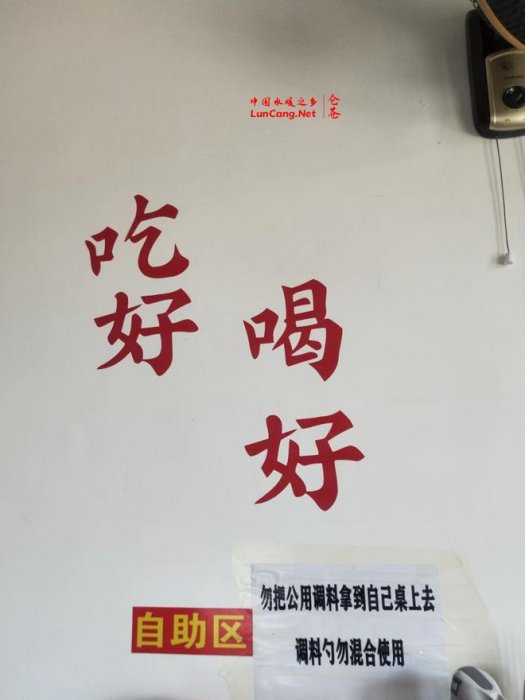 中国水暖之乡
LunCang.Net
仑苍
吃好
喝好
自助区
勿把公用调料拿到自己桌上去
调料勺勿混合使用